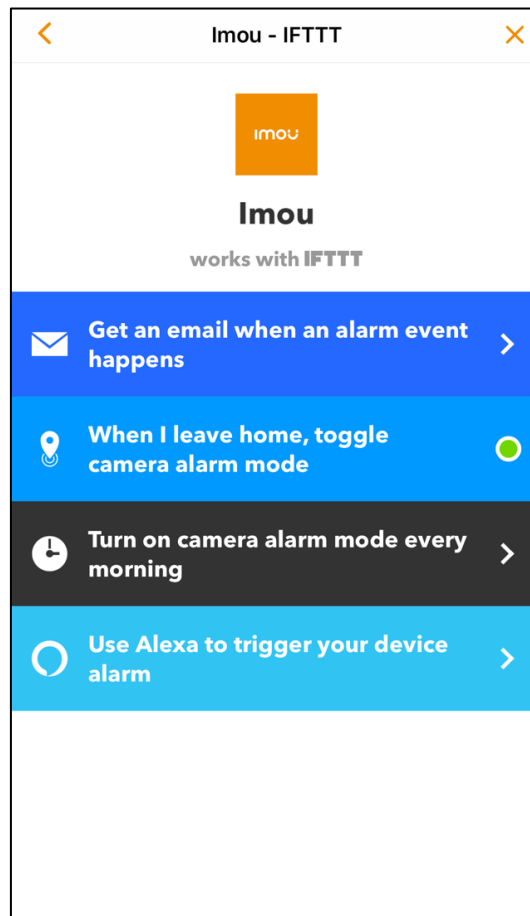 Imou - IFTTT
imou
Imou
works with IFTTT
Get an email when an alarm event
happens
When I leave home, toggle
camera alarm mode
Turn on camera alarm mode every
morning
Use Alexa to trigger your device
alarm